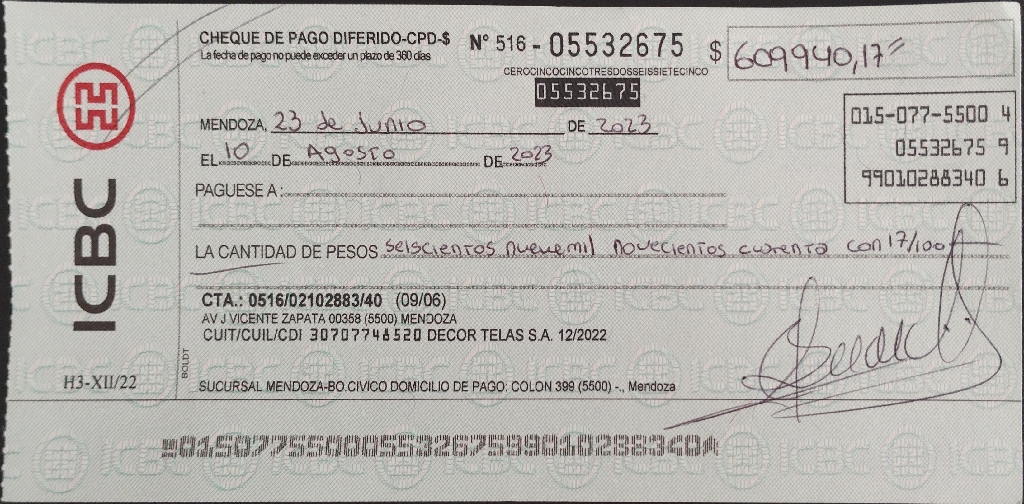 CHEQUE DE PAGO DIFERIDO-CPD-$ N° 516 - 05532675 $ 609940,17
La fecha de pago no puede exceder un plazo de 360 días
CEROCINCOCINCOTRESDOSSEISSIETECINCO
05532675
015-077-5500 4
05532675 9
99010288340 6
MENDOZA, 23 de Junio DE 2023
EL 10 DE Agosto DE 2023
PAGUESE A :
LA CANTIDAD DE PESOS seiscientos nueve mil novecientos cuarenta con 17/100
CTA.: 0516/02102883/40 (09/06)
AV J VICENTE ZAPATA 00358 (5500) MENDOZA
CUIT/CUIL/CDI 30707746520 DECOR TELAS S.A. 12/2022
SUCURSAL MENDOZA-BO.CIVICO DOMICILIO DE PAGO: COLON 399 (5500) -., Mendoza
ICBC
H3-XII/22
BOLDT
01507755000553267599010288340